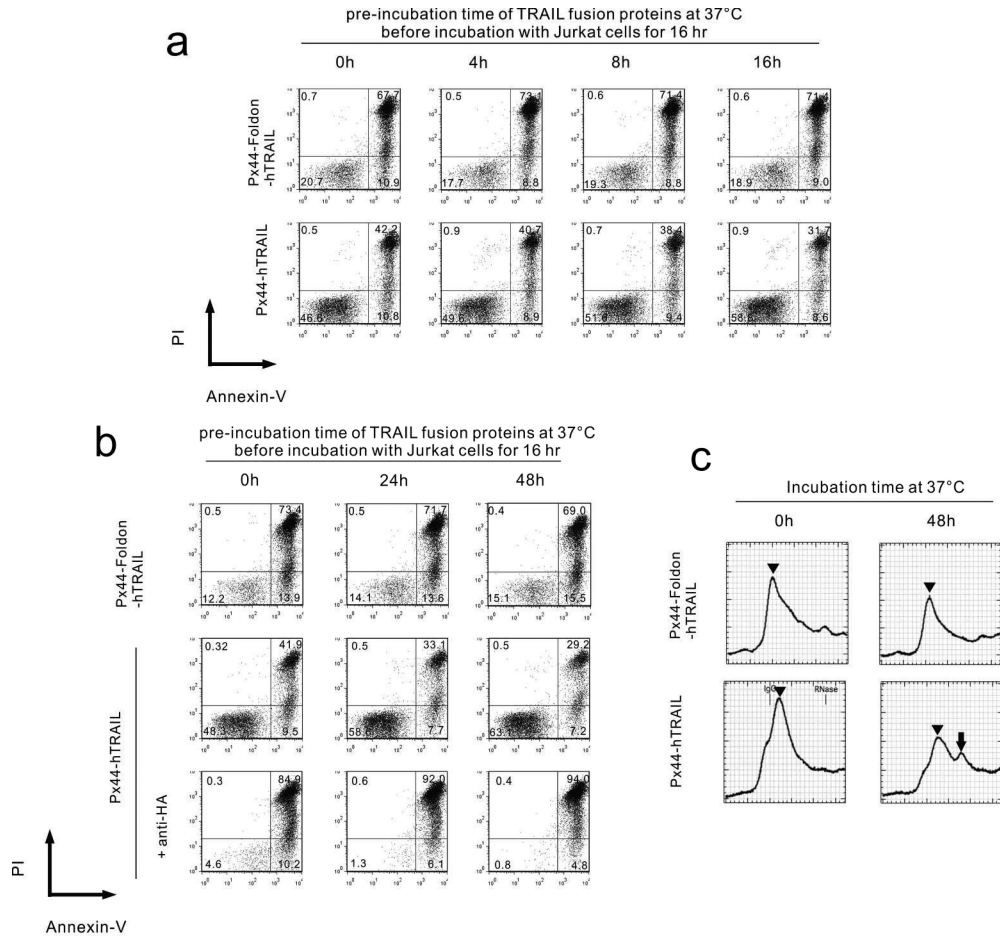 a
pre-incubation time of TRAIL fusion proteins at 37°C
before incubation with Jurkat cells for 16 hr
0h 4h 8h 16h
Px44-Foldon
-hTRAIL
0.7 67.7 0.5 73.1 0.6 71.4 0.6 71.4
20.7 10.9 17.7 8.8 19.3 8.8 18.9 9.0
Px44-hTRAIL
0.5 42.2 0.9 40.7 0.7 38.4 0.9 31.7
46.6 10.8 49.6 8.9 9.4 8.6
PI
Annexin-V
b
pre-incubation time of TRAIL fusion proteins at 37°C
before incubation with Jurkat cells for 16 hr
0h 24h 48h
Px44-Foldon
-hTRAIL
0.5 73.4 0.5 71.7 0.4 69.0
12.2 13.9 14.1 13.6 15.1 15.5
Px44-hTRAIL
0.32 41.9 0.5 33.1 0.5 29.2
48.3 9.5 7.7 63.1 7.2
+ anti-HA
0.3 84.9 0.6 92.0 0.4 94.0
4.6 10.2 1.3 6.1 0.8 4.8
PI
Annexin-V
c
Incubation time at 37°C
0h 48h
Px44-Foldon
-hTRAIL
Px44-hTRAIL
IgG RNase